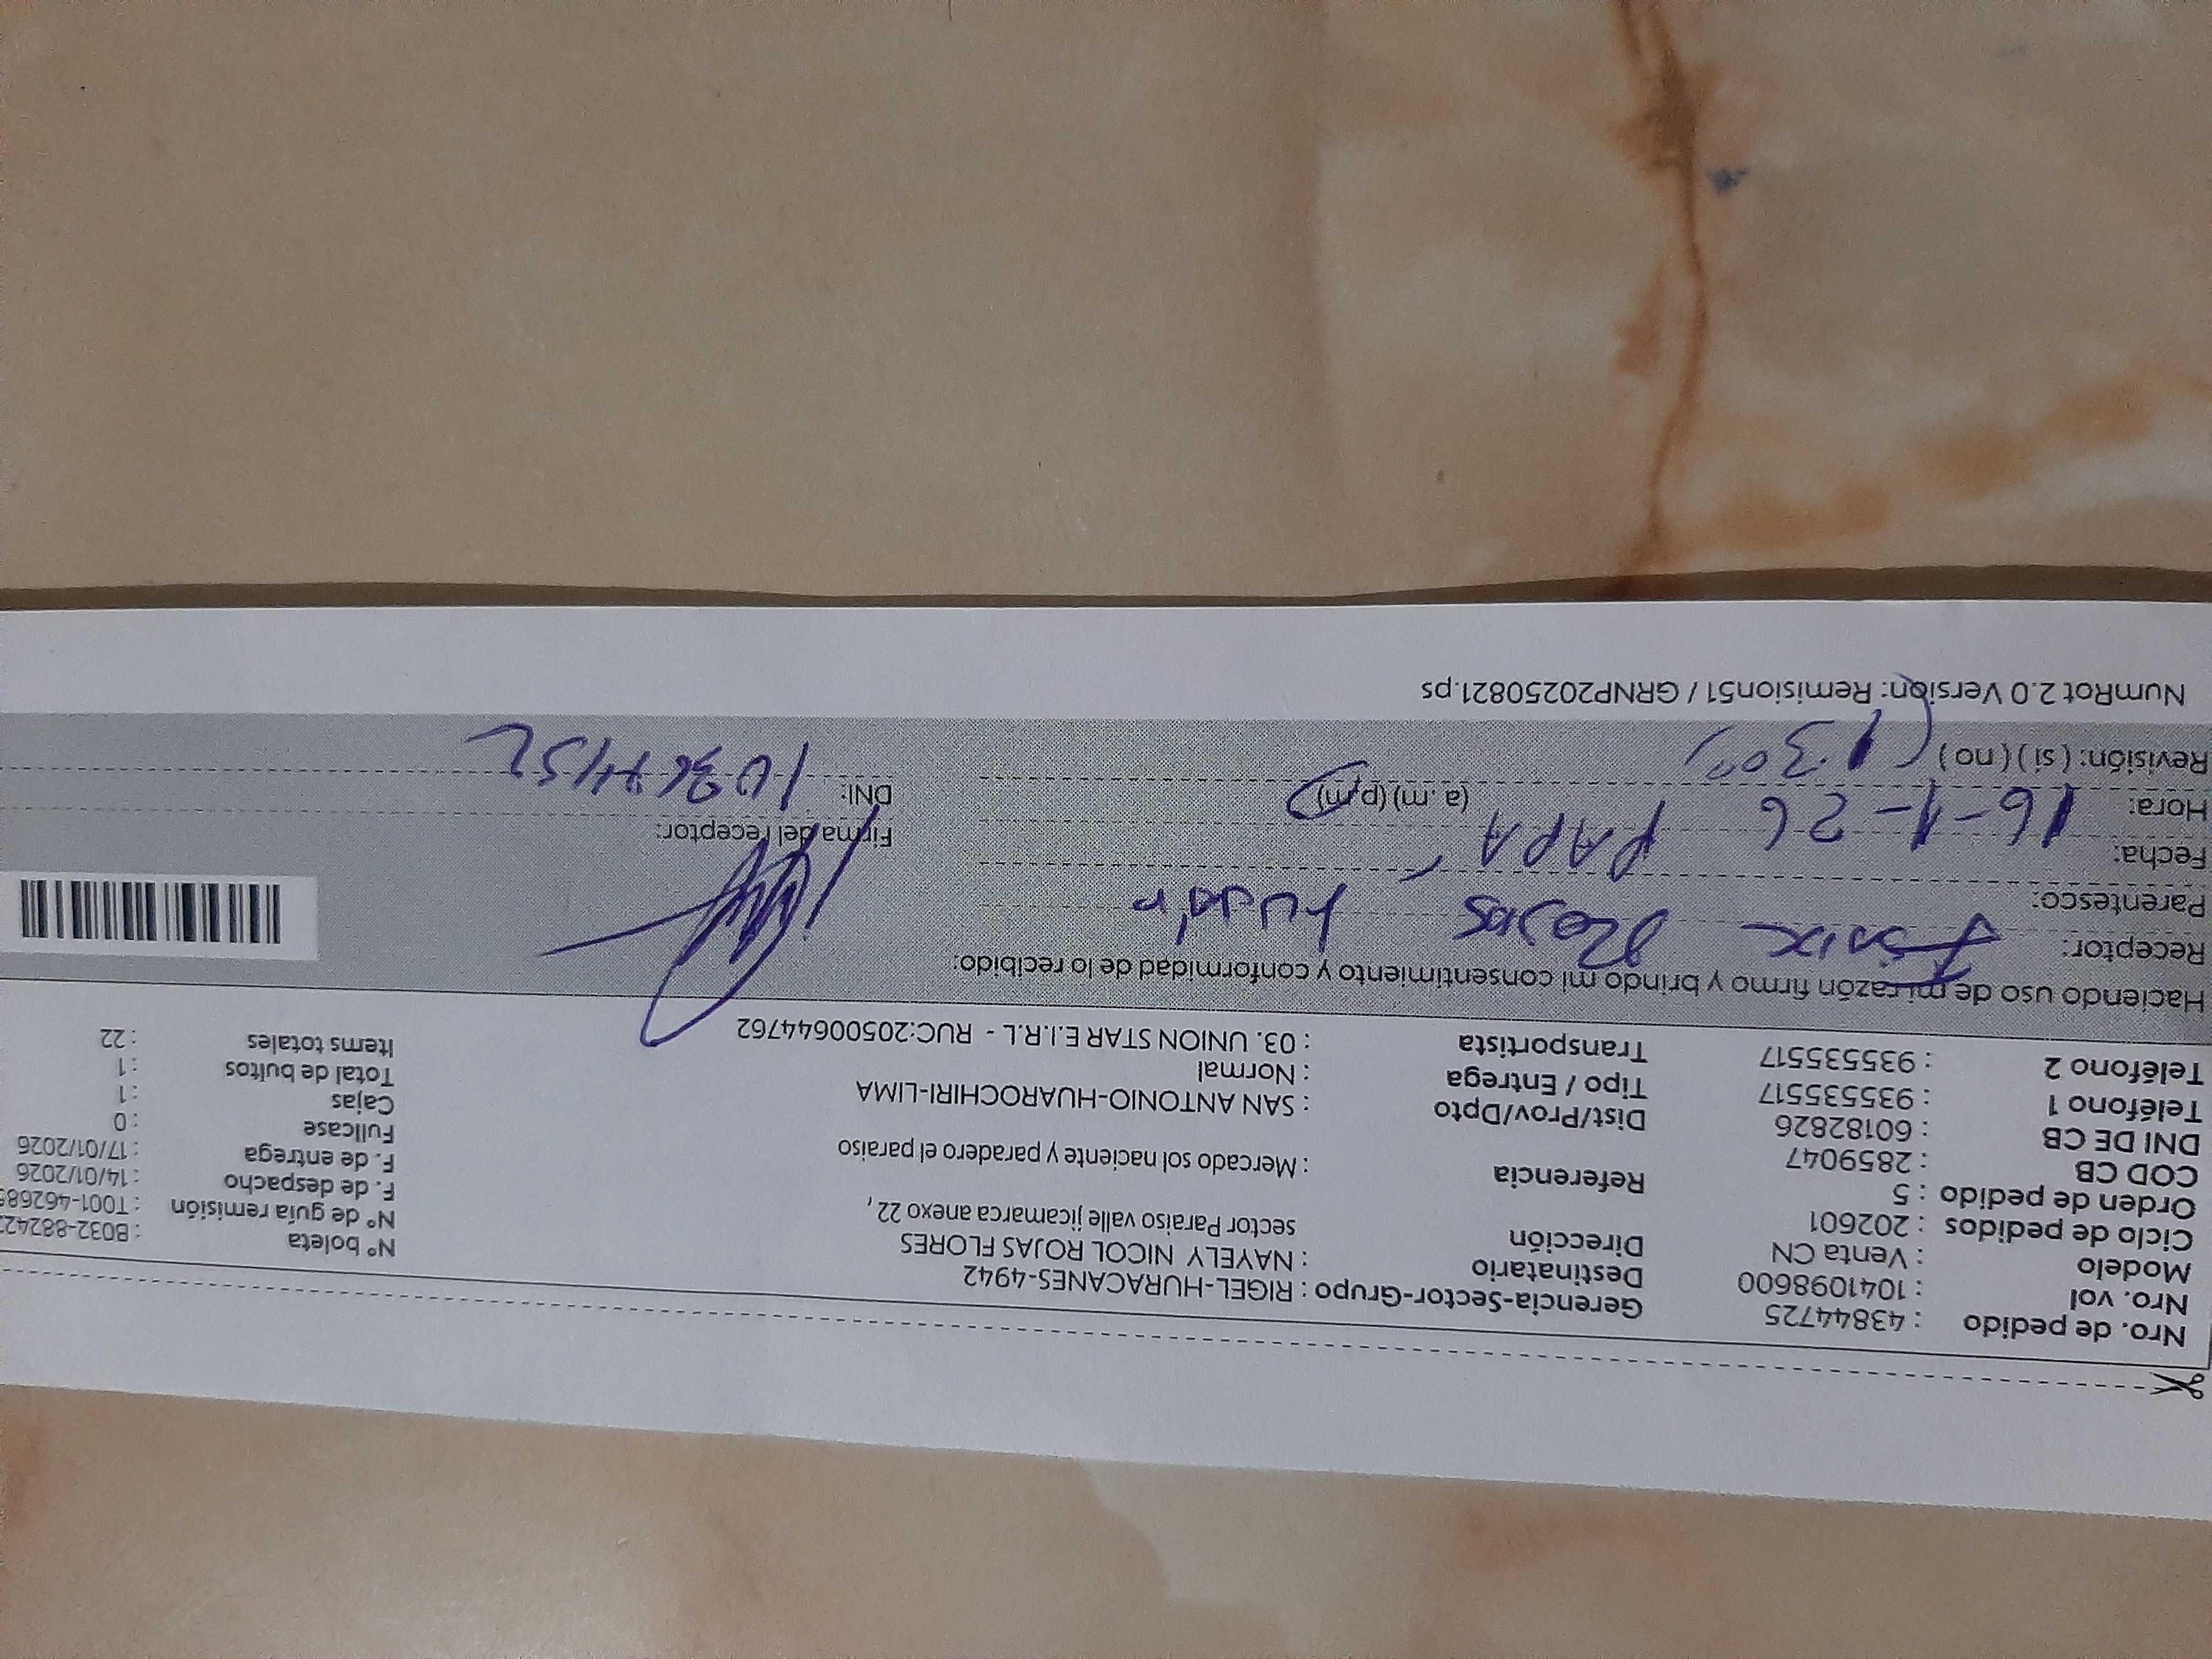 Nro. de pedido : 43844725
Nro. vol : 1041098600
Modelo : Venta CN
Ciclo de pedidos : 202601
Orden de pedido : 5
COD CB : 2859047
DNI DE CB : 60182826
Teléfono 1 : 935535517
Teléfono 2 : 935535517
Gerencia-Sector-Grupo : RIGEL-HURACANES-4942
Destinatario : NAYELY NICOL ROJAS FLORES
Dirección sector Paraiso valle jicamarca anexo 22,
Referencia : Mercado sol naciente y paradero el paraiso
Dist/Prov/Dpto : SAN ANTONIO-HUAROCHIRI-LIMA
Tipo / Entrega : Normal
Transportista : 03. UNION STAR E.I.R.L - RUC:20500644762
N° boleta : B032-88242
N° de guía remisión : T001-46268
F. de despacho : 14/01/2026
F. de entrega : 17/01/2026
Fullcase : 0
Cajas : 1
Total de bultos : 1
Items totales : 22
Haciendo uso de mi razón firmo y brindo mi consentimiento y conformidad de lo recibido:
Receptor: Rojas
Parentesco: PAPA
Fecha: 16-1-26
Hora: (a. m) (p,m)
Revisión: ( sí ) ( no ) 1:30
Firma del receptor:
DNI:
NumRot 2.0 Versión: Remision51 / GRNP20250821.ps